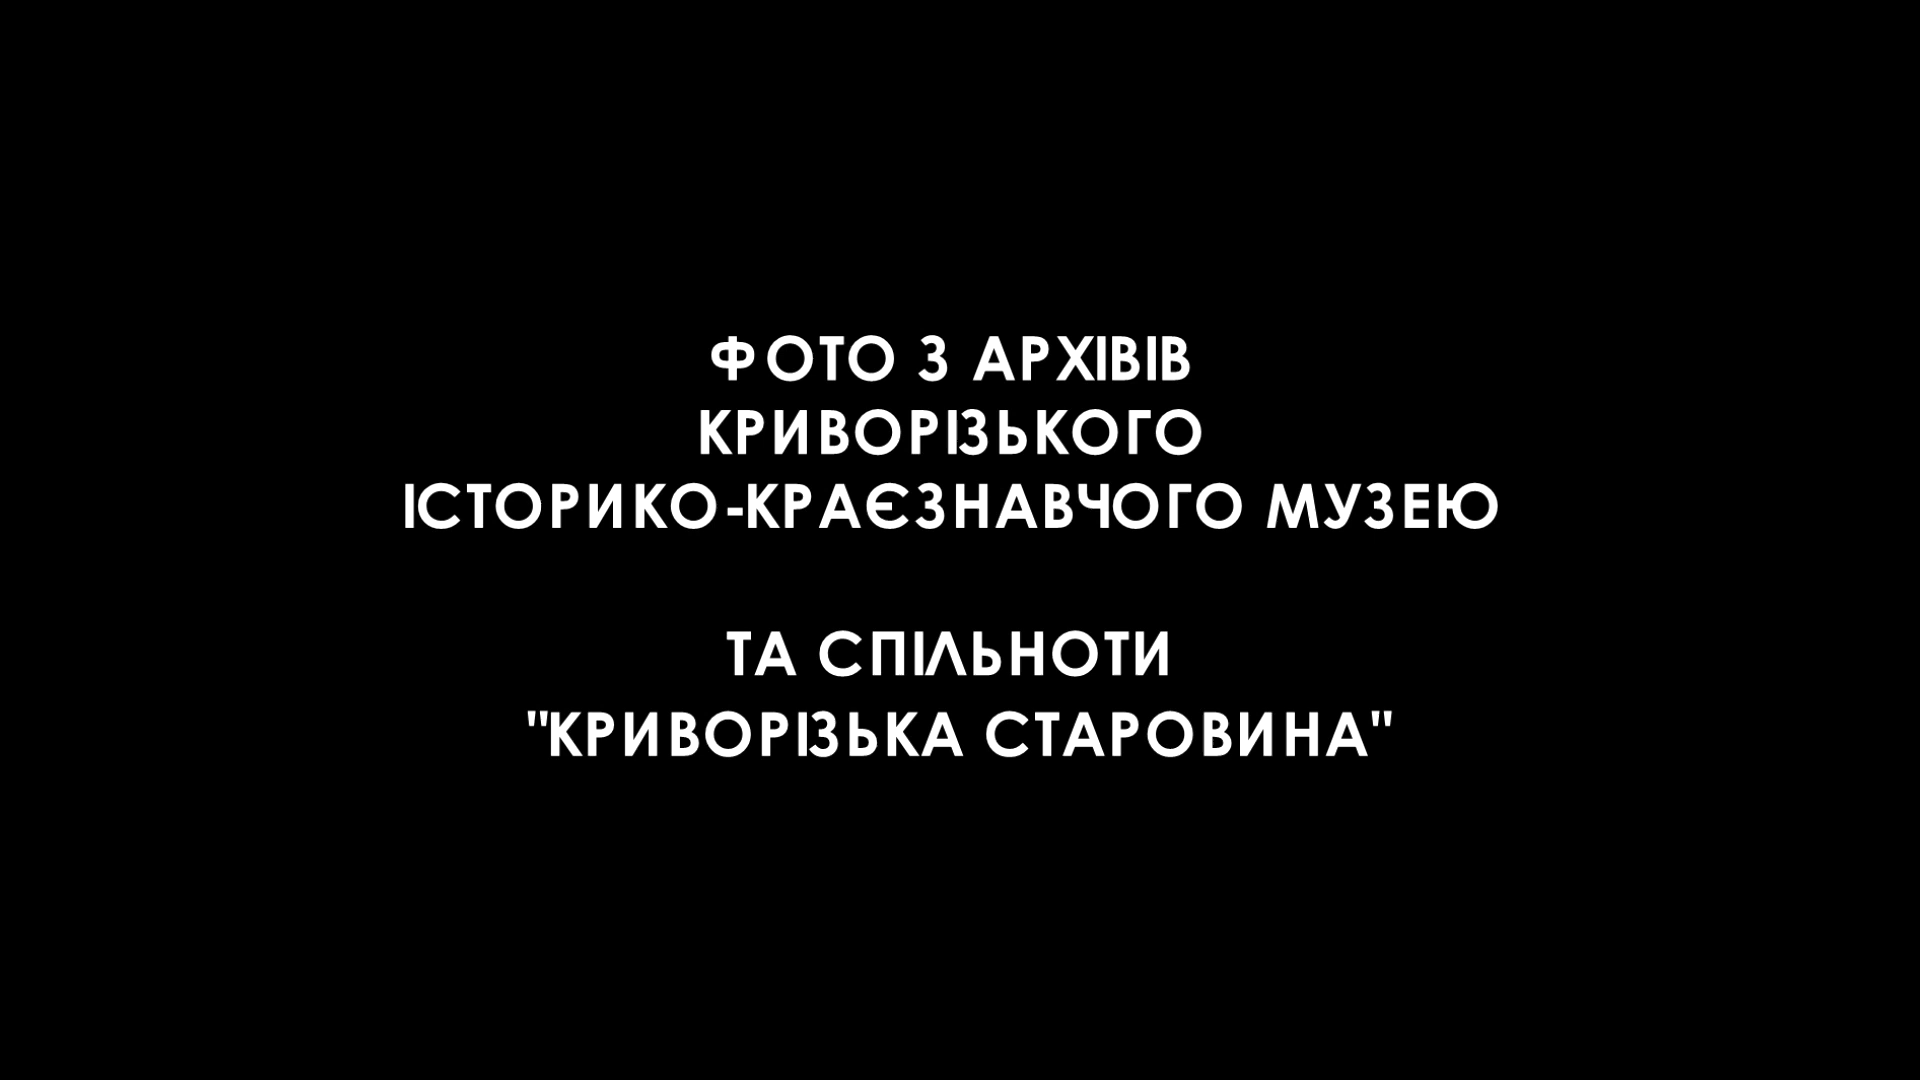 ФОТО З АРХІВІВ
КРИВОРІЗЬКОГО
ІСТОРИКО-КРАЄЗНАВЧОГО МУЗЕЮ
ТА СПІЛЬНОТИ
"КРИВОРІЗЬКА СТАРОВИНА"